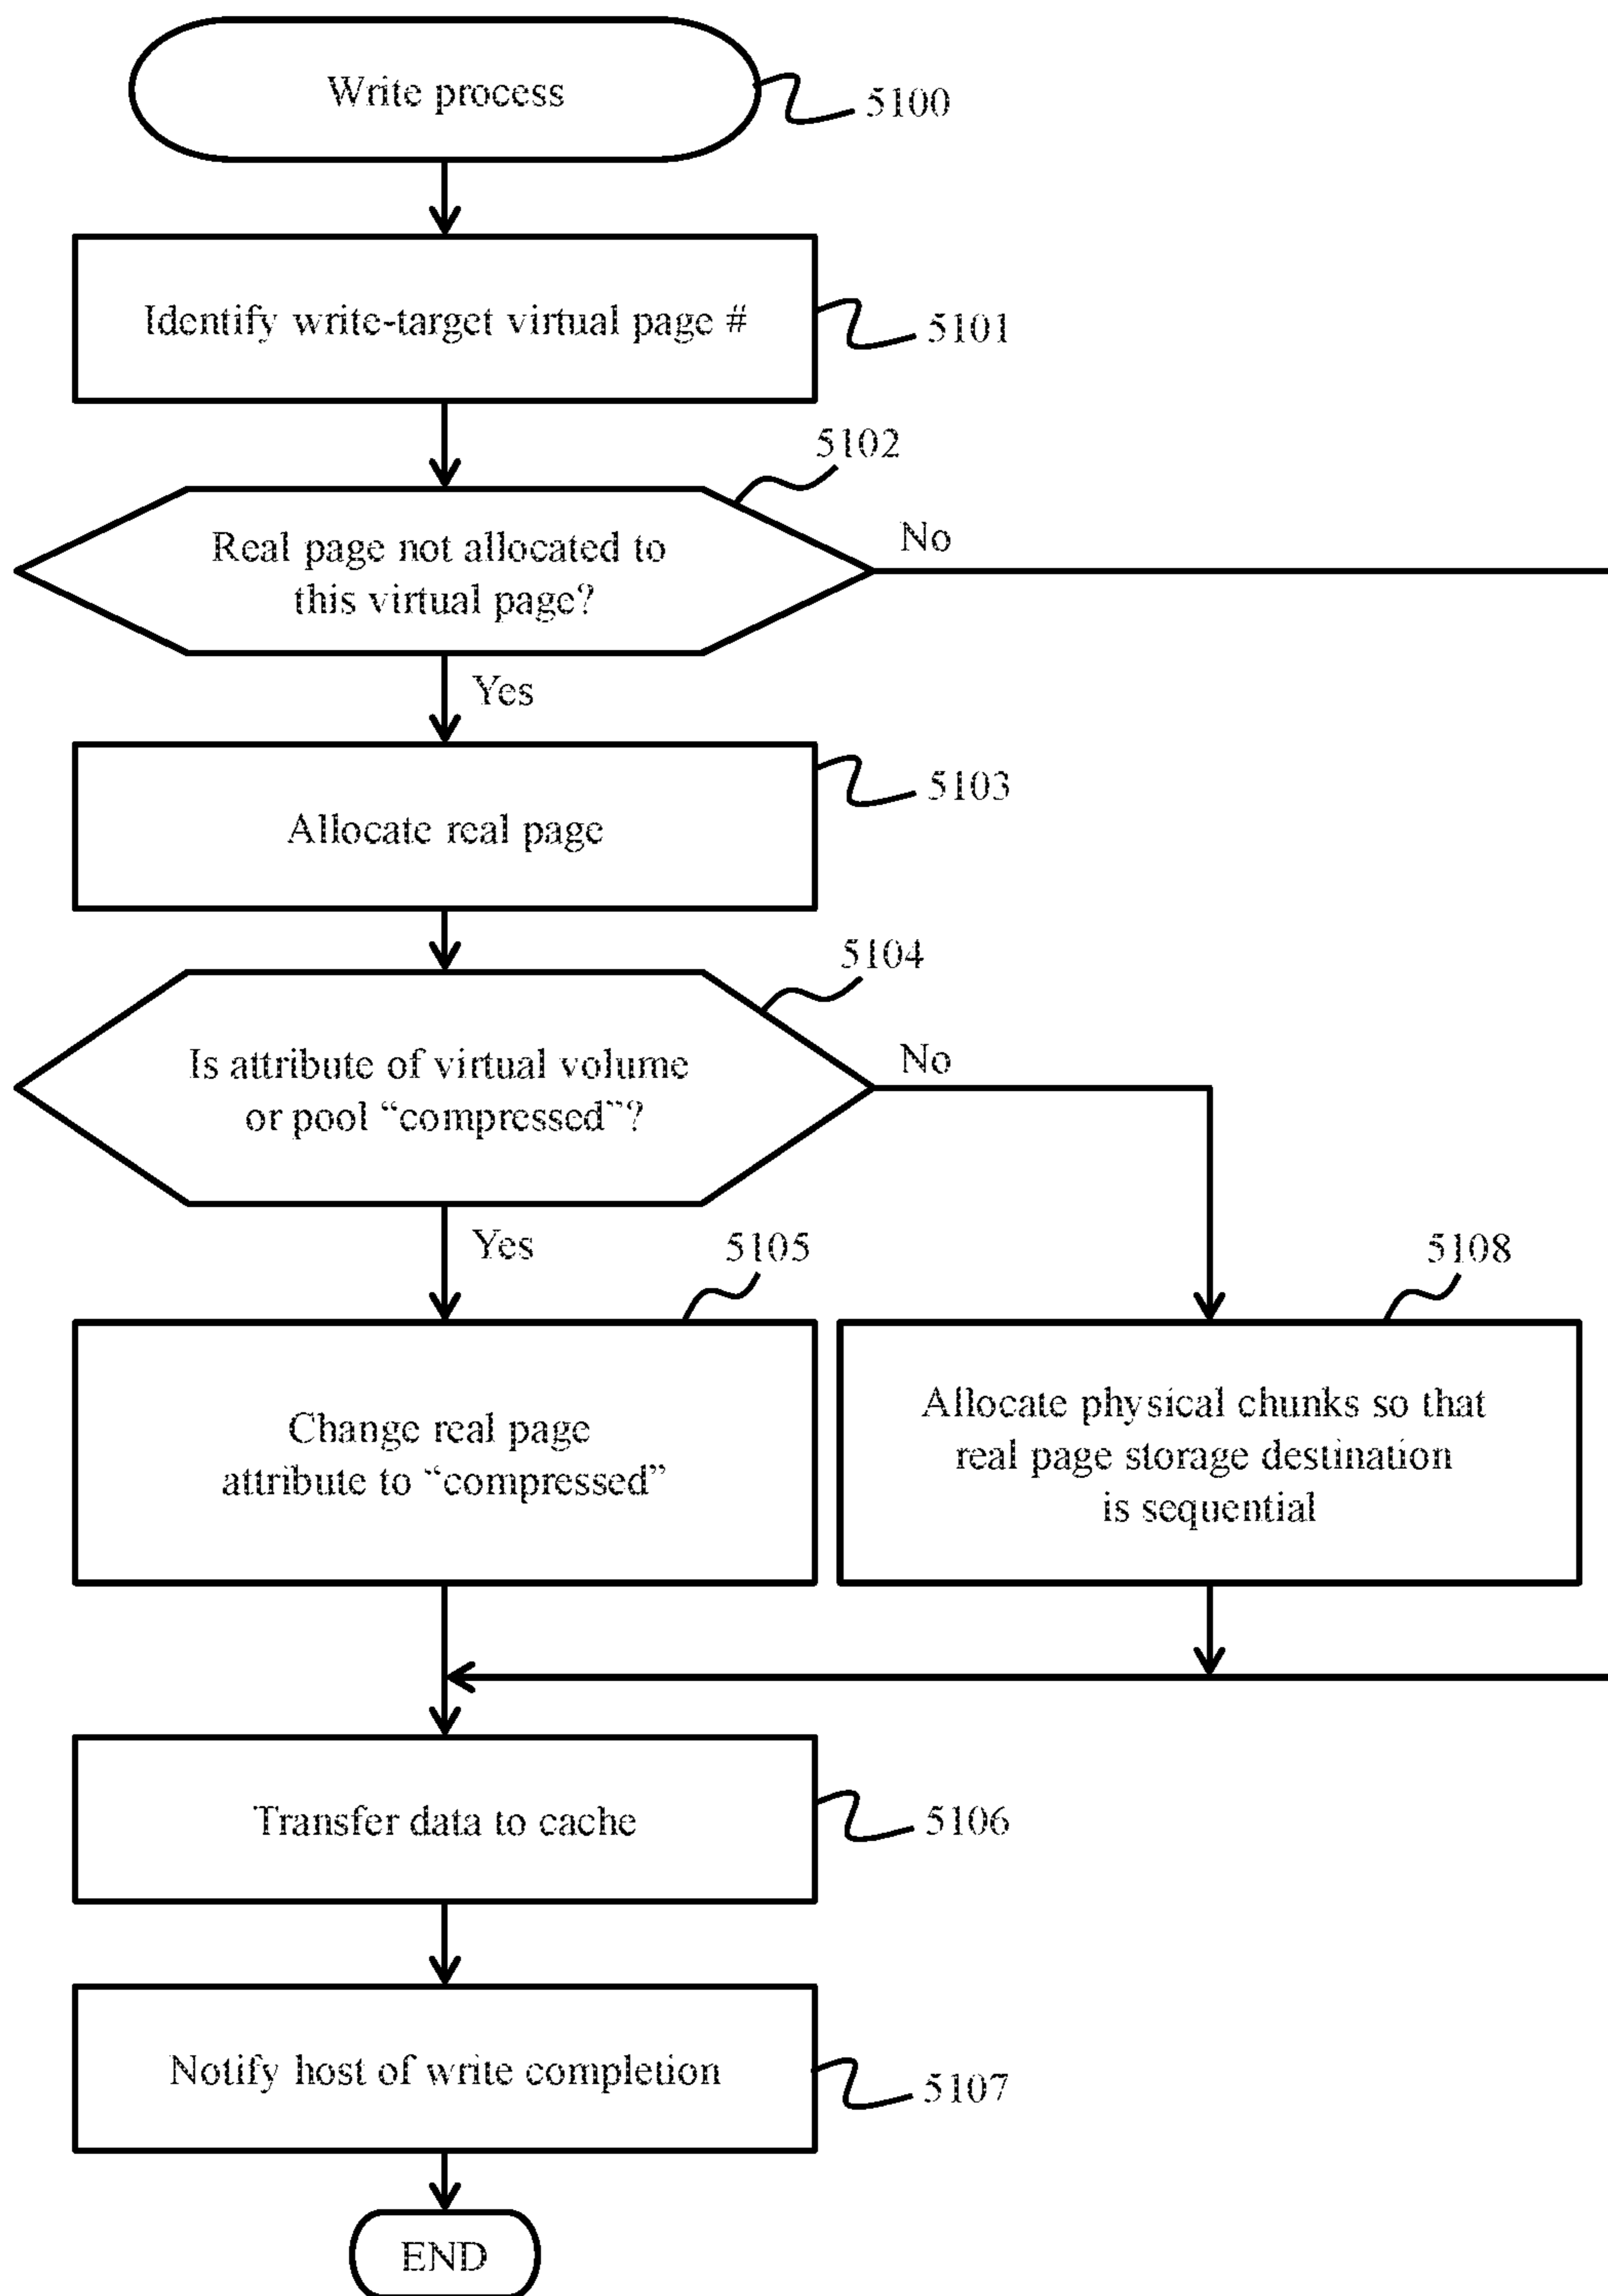 Write process
5100
Identify write-target virtual page #
5101
5102
Real page not allocated to
this virtual page?
No
Yes
Allocate real page
5103
5104
Is attribute of virtual volume
or pool “compressed”?
No
Yes
5105
5108
Change real page
attribute to “compressed”
Allocate physical chunks so that
real page storage destination
is sequential
Transfer data to cache
5106
Notify host of write completion
5107
END